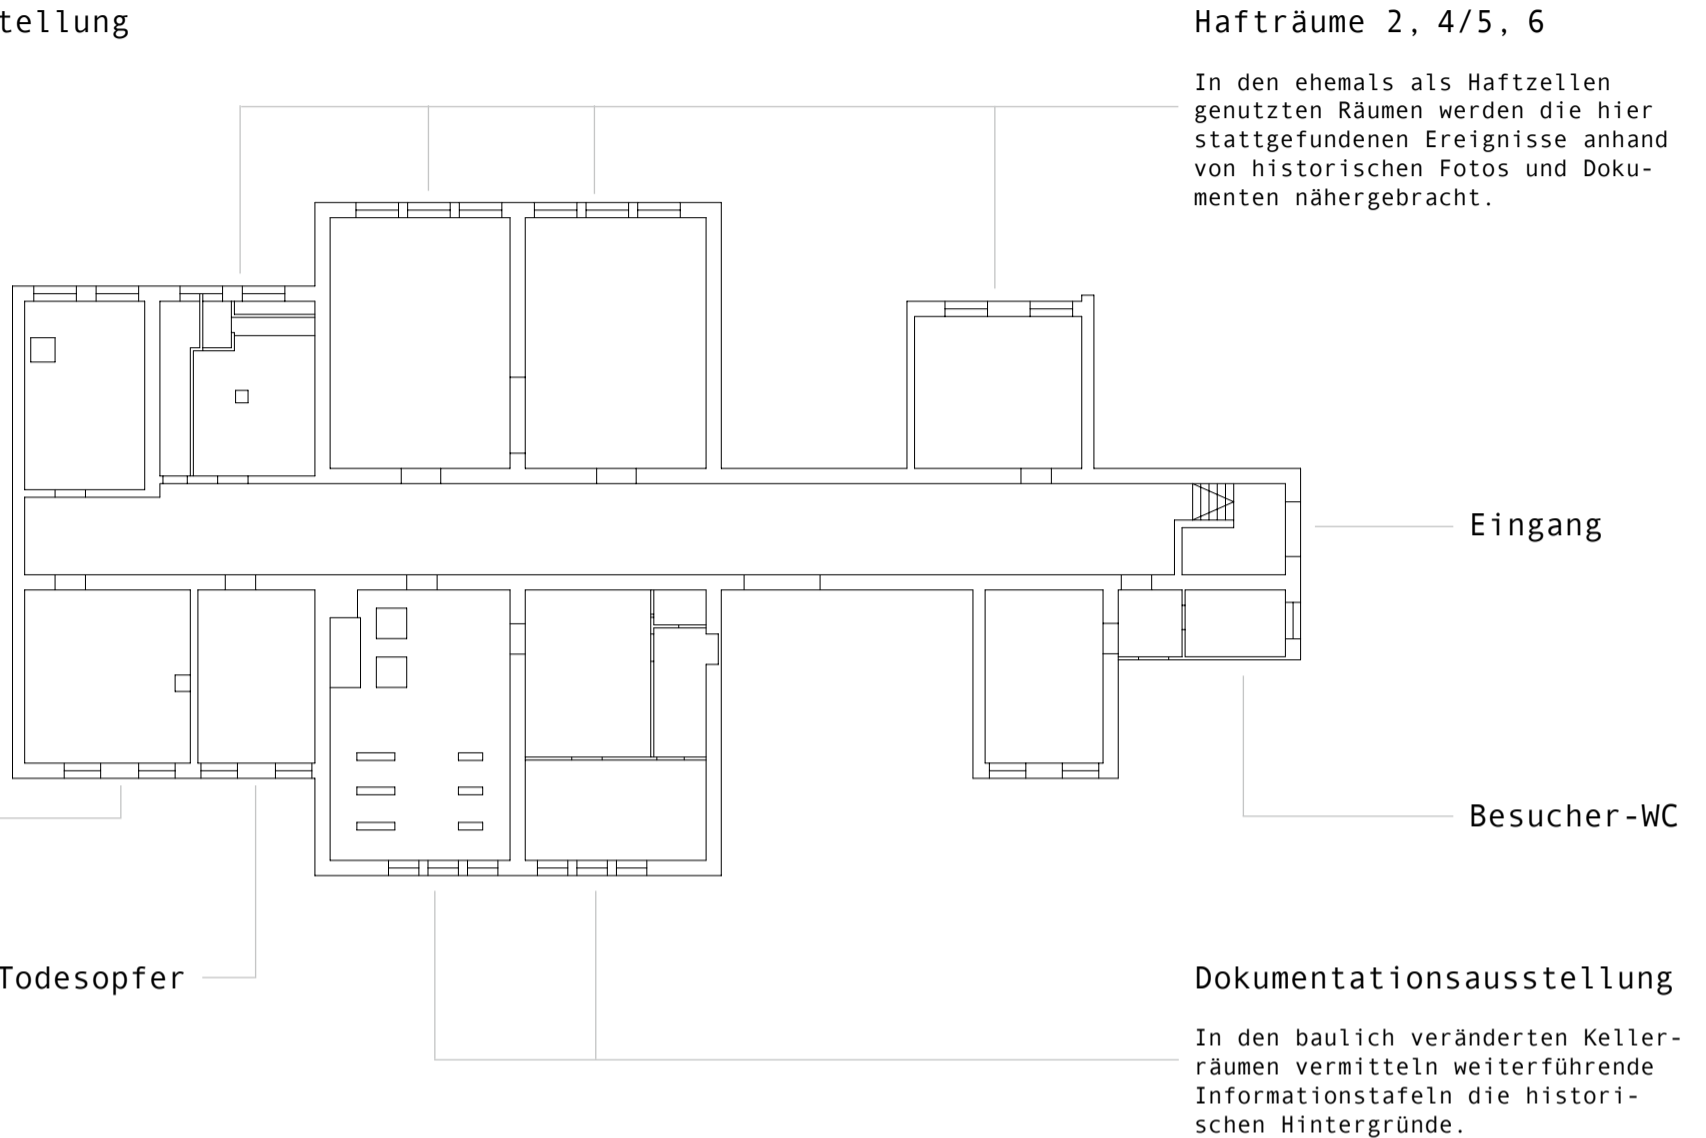 tellung
Hafträume 2, 4/5, 6
In den ehemals als Haftzellen
genutzten Räumen werden die hier
stattgefundenen Ereignisse anhand
von historischen Fotos und Doku-
menten nähergebracht.
Eingang
Besucher-WC
Todesopfer
Dokumentationsausstellung
In den baulich veränderten Keller-
räumen vermitteln weiterführende
Informationstafeln die histori-
schen Hintergründe.